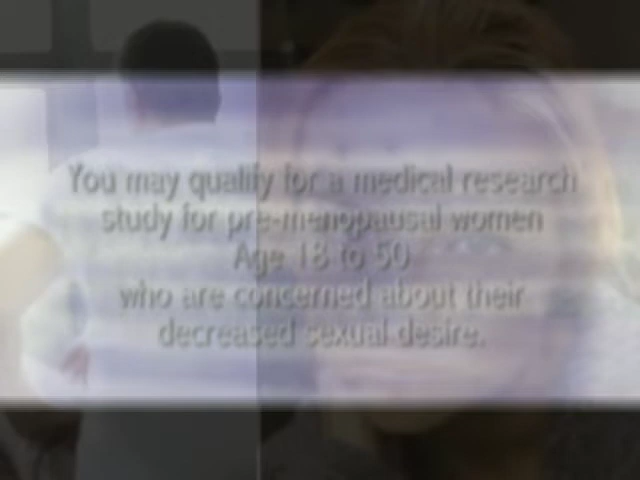 You may qualify for a medical research
study for pre-menopausal women
Age 18 to 50
who are concerned about their
decreased sexual desire.